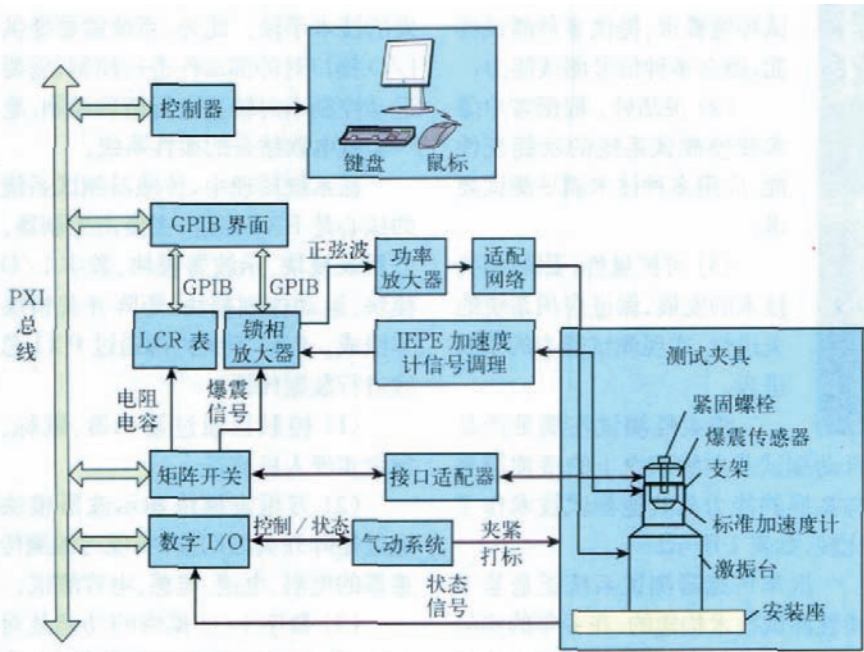 控制器
键盘
鼠标
GPIB 界面
正弦波
功率
放大器
适配
网络
GPIB
GPIB
PXI
总线
LCR 表
锁相
放大器
IEPE 加速度
计信号调理
测试夹具
电阻
电容
爆震
信号
紧固螺栓
爆震传感器
支架
矩阵开关
接口适配器
标准加速度计
数字 I/O
控制/状态
气动系统
夹紧
打标
激振台
状态
信号
安装座